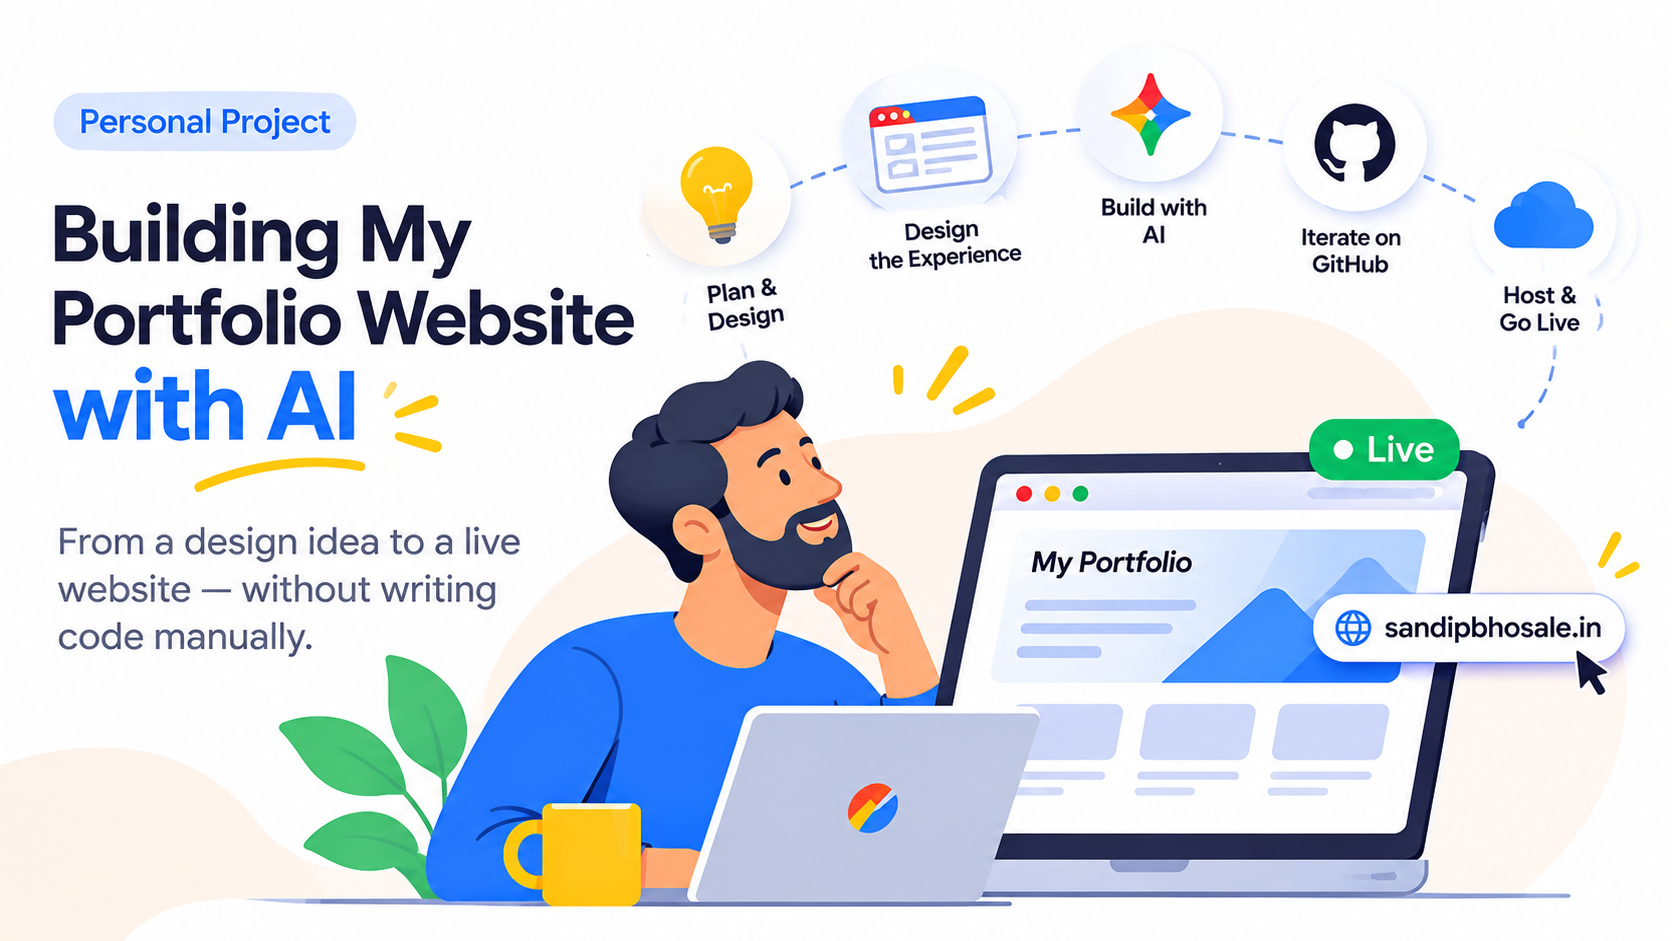 Personal Project
Building My
Portfolio Website
with AI
From a design idea to a live
website — without writing
code manually.
Plan &
Design
Design
the Experience
Build with
AI
Iterate on
GitHub
Host &
Go Live
Live
My Portfolio
sandipbhosale.in